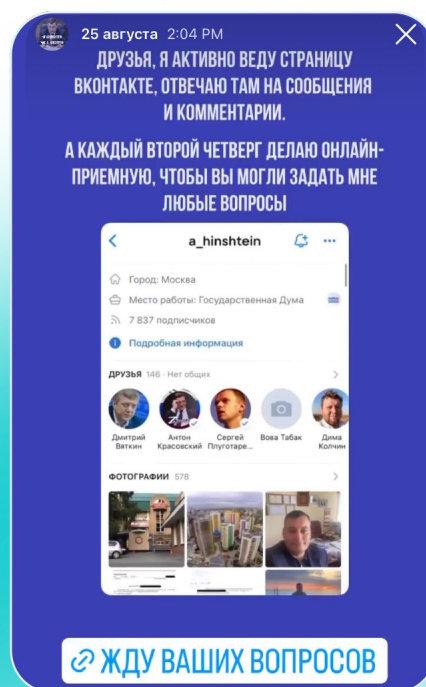 25 августа 2:04 PM
ДРУЗЬЯ, Я АКТИВНО ВЕДУ СТРАНИЦУ
ВКОНТАКТЕ, ОТВЕЧАЮ ТАМ НА СООБЩЕНИЯ
И КОММЕНТАРИИ.
А КАЖДЫЙ ВТОРОЙ ЧЕТВЕРГ ДЕЛАЮ ОНЛАЙН-
ПРИЕМНУЮ, ЧТОБЫ ВЫ МОГЛИ ЗАДАТЬ МНЕ
ЛЮБЫЕ ВОПРОСЫ
a_hinshtein
Город: Москва
Место работы: Государственная Дума
7 837 подписчиков
Подробная информация
ДРУЗЬЯ 146 · Нет общих
Дмитрий Антон Сергей Вова Табак Дима
Вяткин Красовский Плуготаре... Колчин
ФОТОГРАФИИ 578
ЖДУ ВАШИХ ВОПРОСОВ